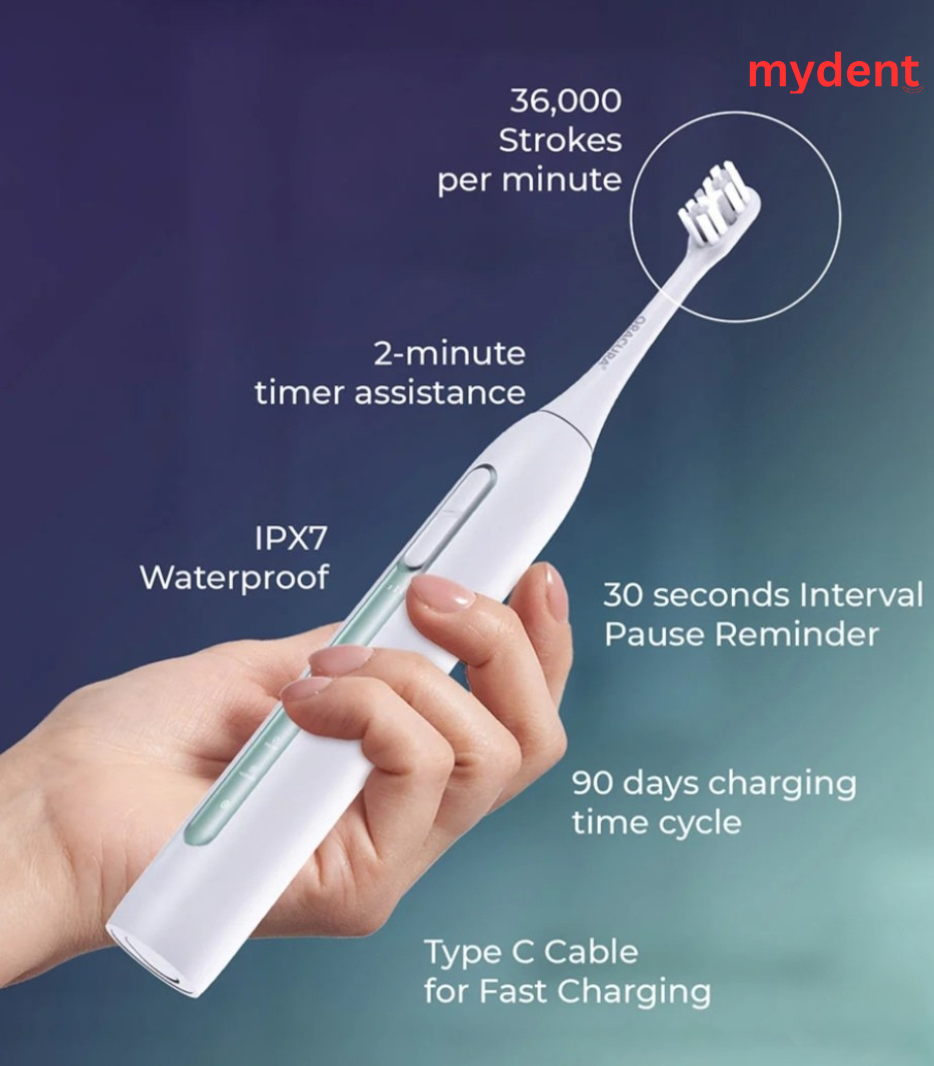 mydent
36,000
Strokes
per minute
ORACURA
2-minute
timer assistance
IPX7
Waterproof
30 seconds Interval
Pause Reminder
90 days charging
time cycle
Type C Cable
for Fast Charging